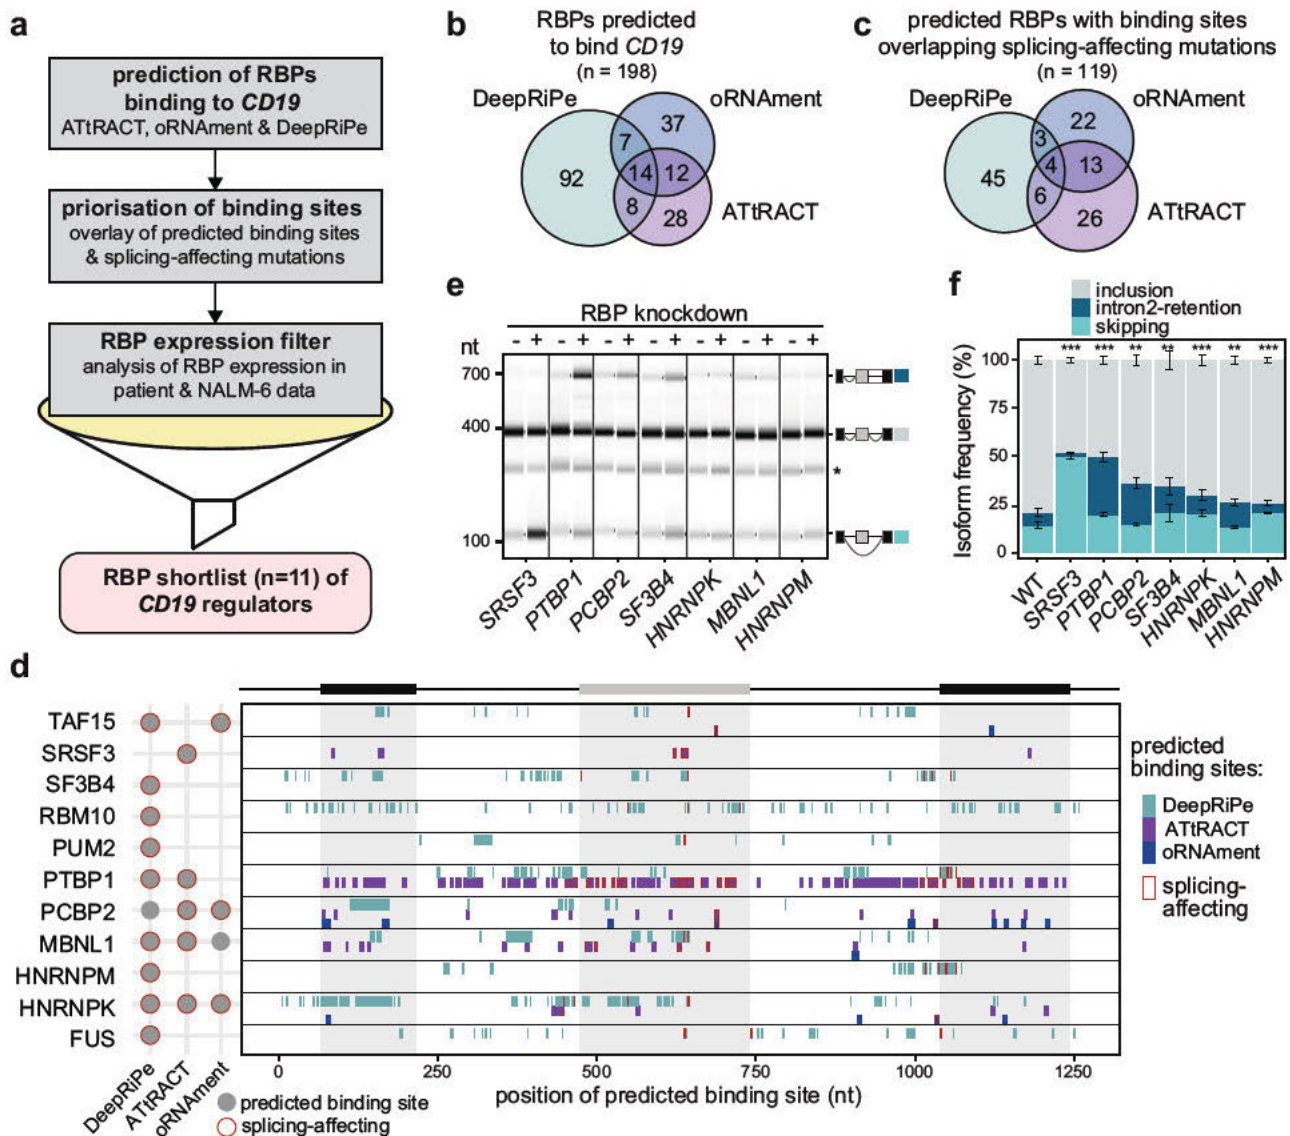 a
prediction of RBPs
binding to CD19
ATtRACT, oRNAment & DeepRiPe
priorisation of binding sites
overlay of predicted binding sites
& splicing-affecting mutations
RBP expression filter
analysis of RBP expression in
patient & NALM-6 data
RBP shortlist (n=11) of
CD19 regulators
b
RBPs predicted
to bind CD19
(n = 198)
DeepRiPe
oRNAment
37
7
92
14
12
8
28
ATtRACT
c
predicted RBPs with binding sites
overlapping splicing-affecting mutations
(n = 119)
DeepRiPe
oRNAment
22
3
45
4
13
6
26
ATtRACT
e
RBP knockdown
- + - + - + - + - + - + - +
nt
700
400
*
100
SRSF3
PTBP1
PCBP2
SF3B4
HNRNPK
MBNL1
HNRNPM
f
inclusion
intron2-retention
skipping
*** *** ** ** *** ** ***
Isoform frequency (%)
100
75
50
25
0
WT
SRSF3
PTBP1
PCBP2
SF3B4
HNRNPK
MBNL1
HNRNPM
d
TAF15
SRSF3
SF3B4
RBM10
PUM2
PTBP1
PCBP2
MBNL1
HNRNPM
HNRNPK
FUS
DeepRiPe
ATtRACT
oRNAment
predicted binding site
splicing-affecting
0 250 500 750 1000 1250
position of predicted binding site (nt)
predicted
binding sites:
DeepRiPe
ATtRACT
oRNAment
splicing-
affecting